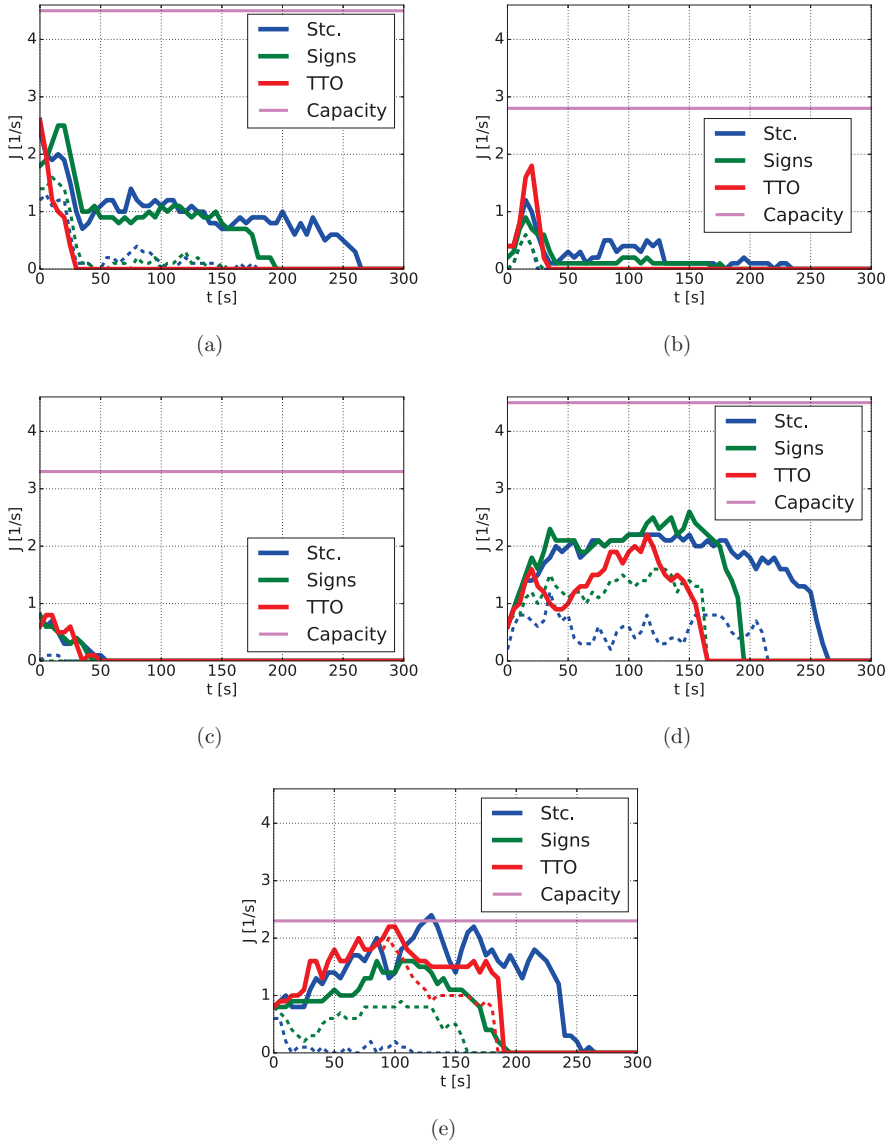 J [1/s]
4
3
2
1
0
Stc.
Signs
TTO
Capacity
0 50 100 150 200 250 300
t [s]
(a)
J [1/s]
4
3
2
1
0
Stc.
Signs
TTO
Capacity
0 50 100 150 200 250 300
t [s]
(b)
J [1/s]
4
3
2
1
0
Stc.
Signs
TTO
Capacity
0 50 100 150 200 250 300
t [s]
(c)
J [1/s]
4
3
2
1
0
Stc.
Signs
TTO
Capacity
0 50 100 150 200 250 300
t [s]
(d)
J [1/s]
4
3
2
1
0
Stc.
Signs
TTO
Capacity
0 50 100 150 200 250 300
t [s]
(e)